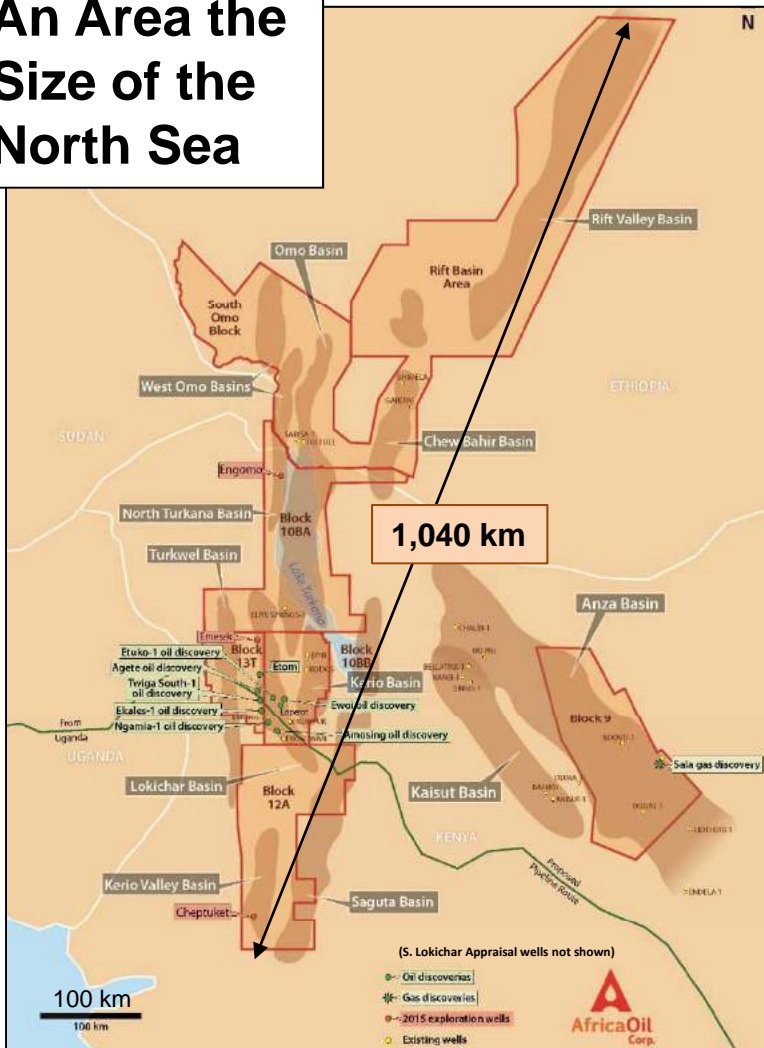 An Area the
Size of the
North Sea
N
Rift Valley Basin
Omo Basin
Rift Basin
Area
South
Omo
Block
West Omo Basins
ETHIOPIA
SUDAN
Chew Bahir Basin
Engomo
North Turkana Basin
Block
10BA
1,040 km
Turkwel Basin
Lake Turkana
Anza Basin
CHALBI-1
Emesek
Etuko-1 oil discovery
Block
13T
Agete oil discovery
Etom
Block
10BB
Kerio Basin
Twiga South-1
oil discovery
Ewoi oil discovery
Ekales-1 oil discovery
Ngamia-1 oil discovery
Amosing oil discovery
From
Uganda
UGANDA
Block 9
Sala gas discovery
Lokichar Basin
Block
12A
Kaisut Basin
KENYA
Proposed
Pipeline Route
Kerio Valley Basin
Saguta Basin
Cheptuket
ENDELA 1
(S. Lokichar Appraisal wells not shown)
Oil discoveries
Gas discoveries
2015 exploration wells
Existing wells
100 km
100 km
AfricaOil
Corp.